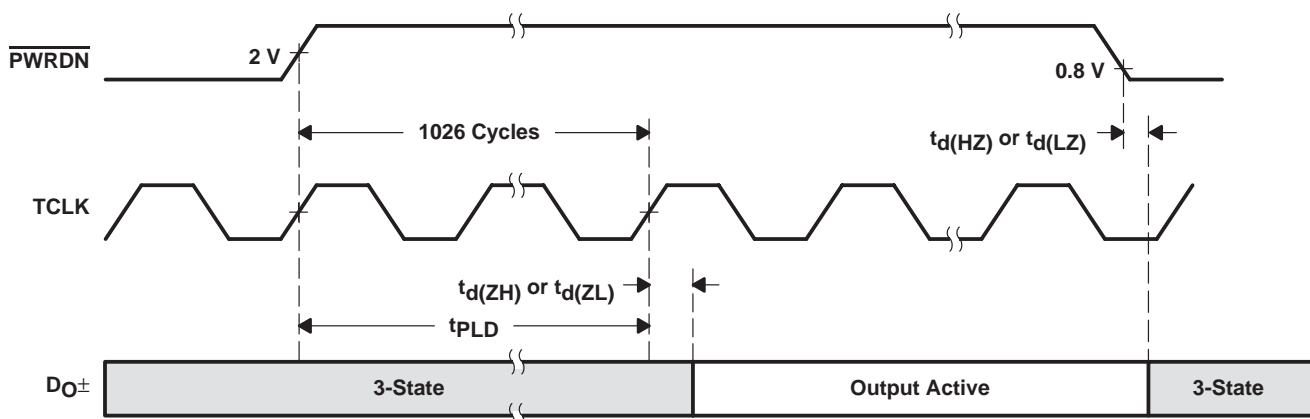 PWRDN
2 V
0.8 V
1026 Cycles
td(HZ) or td(LZ)
TCLK
td(ZH) or td(ZL)
tPLD
DO±
3-State
Output Active
3-State